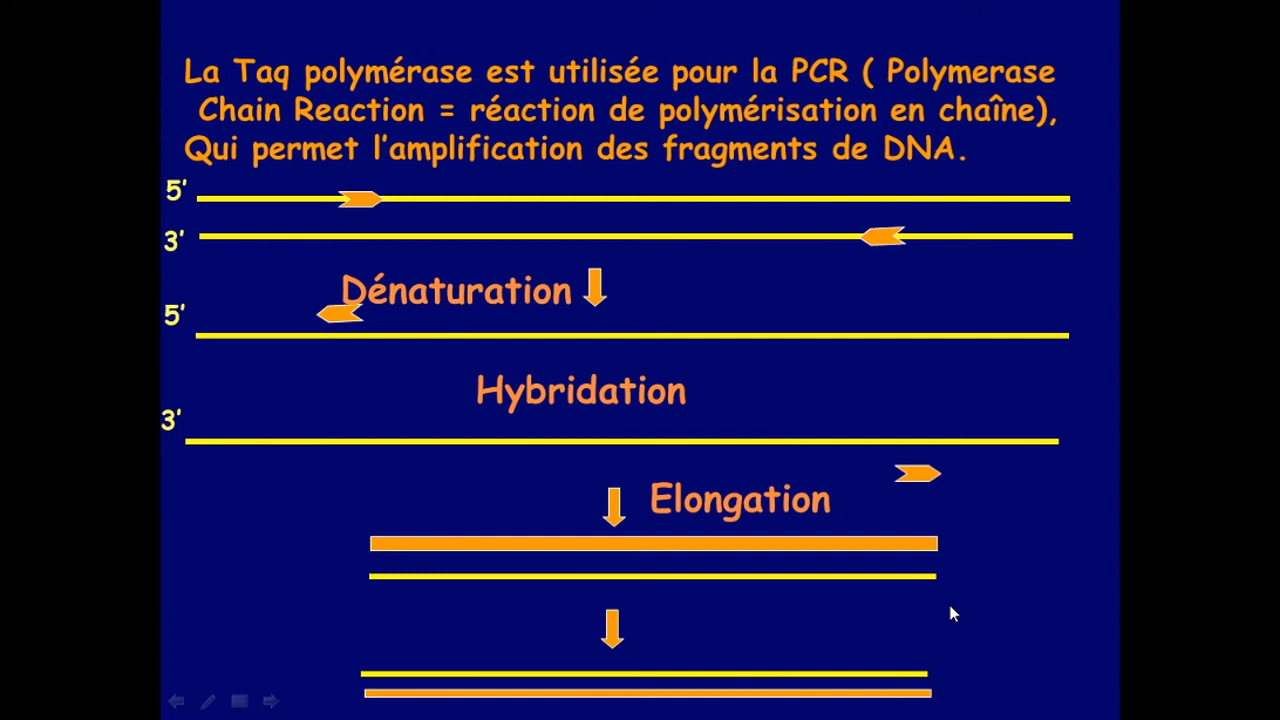 La Taq polymérase est utilisée pour la PCR ( Polymerase
Chain Reaction = réaction de polymérisation en chaîne),
Qui permet l'amplification des fragments de DNA.
5'
3'
Dénaturation
5'
Hybridation
3'
Elongation